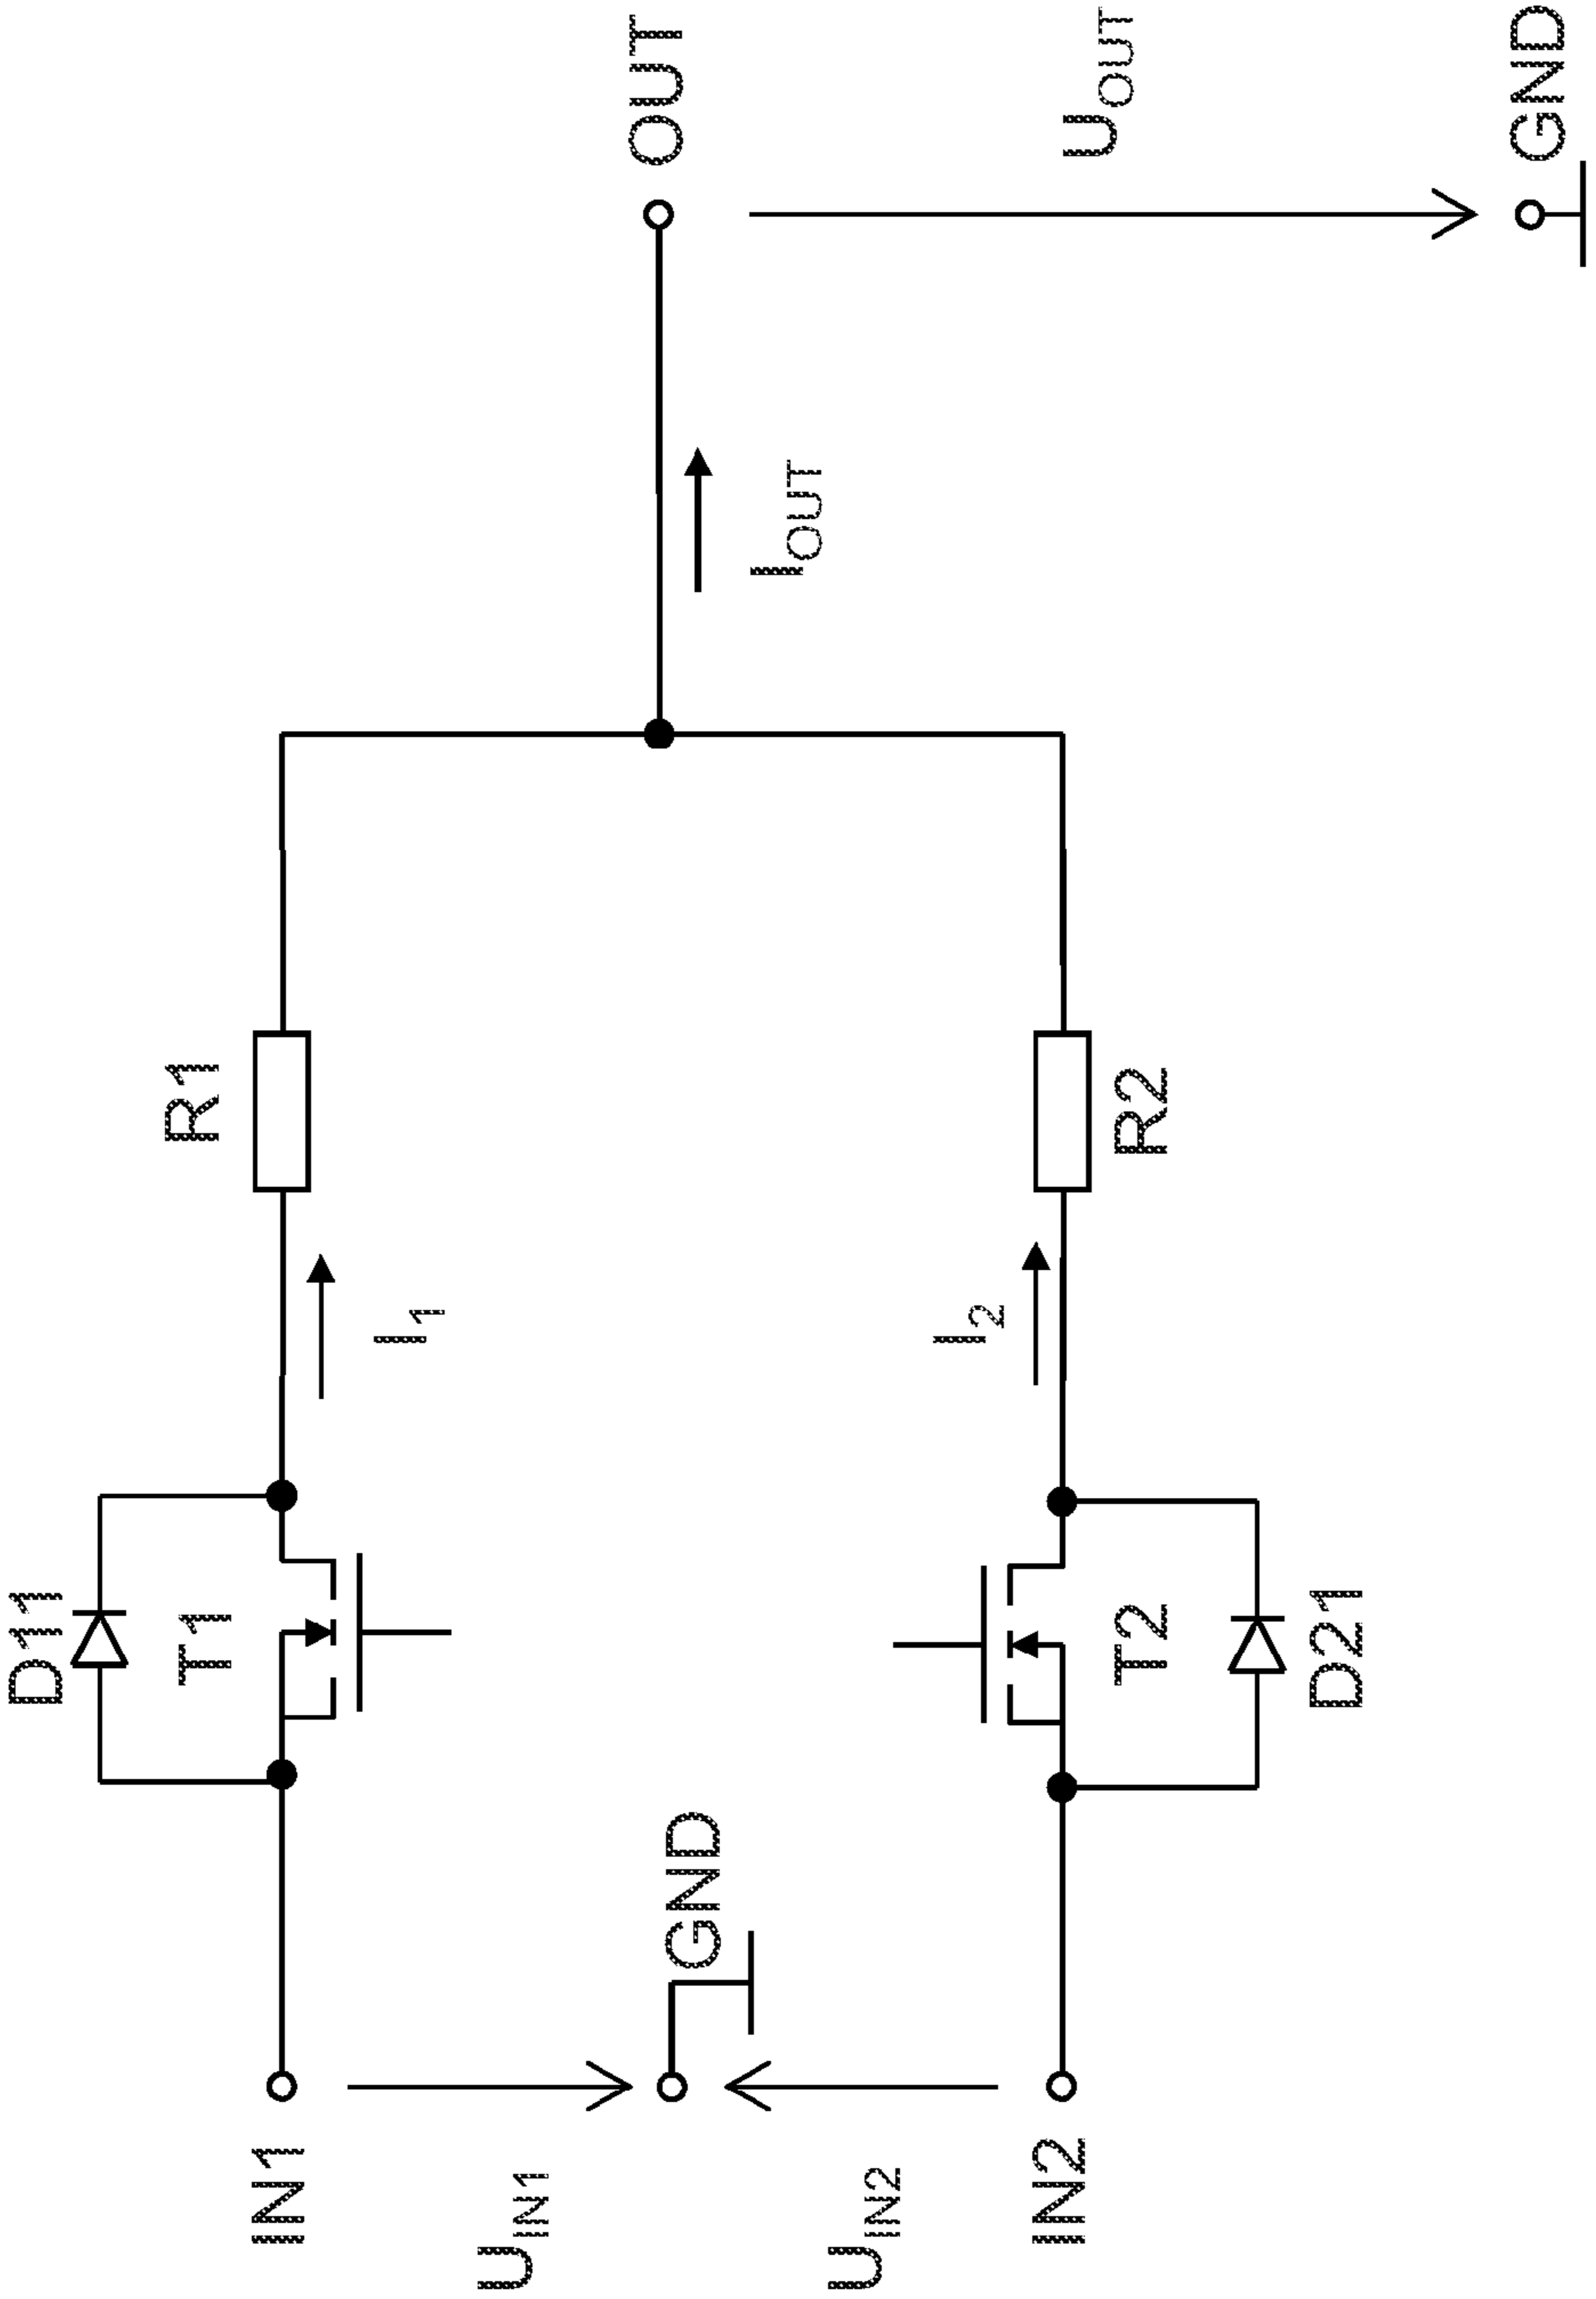 D11
T1
R1
IN1
I1
UIN1
GND
IOUT
OUT
UOUT
UIN2
I2
IN2
T2
R2
D21
GND